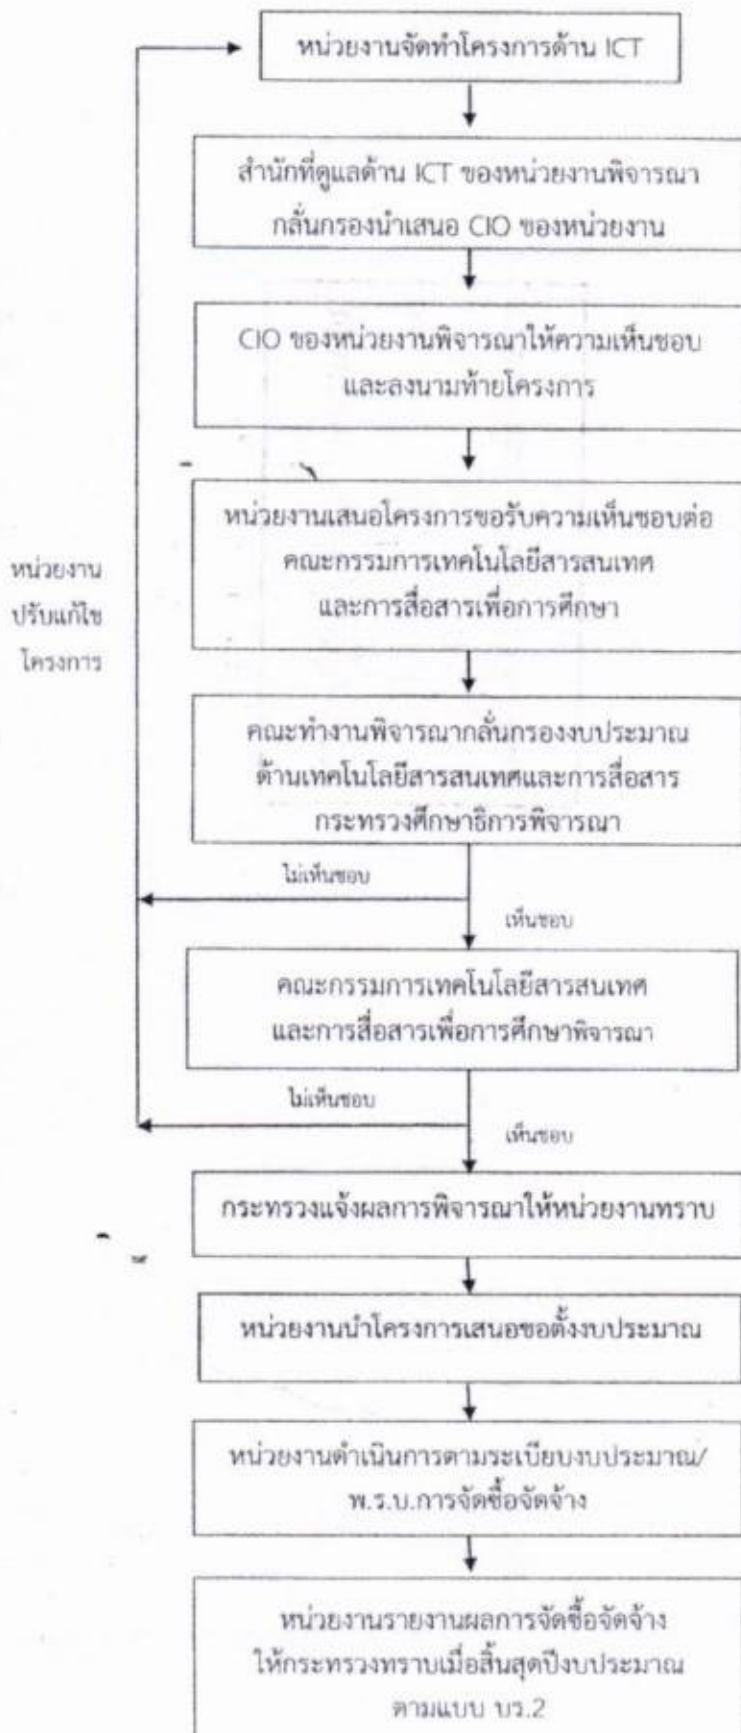 หน่วยงานจัดทำโครงการด้าน ICT
สำนักที่ดูแลด้าน ICT ของหน่วยงานพิจารณา
กลั่นกรองนำเสนอ CIO ของหน่วยงาน
CIO ของหน่วยงานพิจารณาให้ความเห็นชอบ
และลงนามท้ายโครงการ
หน่วยงานเสนอโครงการขอรับความเห็นชอบต่อ
คณะกรรมการเทคโนโลยีสารสนเทศ
และการสื่อสารเพื่อการศึกษา
หน่วยงาน
ปรับแก้ไข
โครงการ
คณะทำงานพิจารณากลั่นกรองงบประมาณ
ด้านเทคโนโลยีสารสนเทศและการสื่อสาร
กระทรวงศึกษาธิการพิจารณา
ไม่เห็นชอบ
เห็นชอบ
คณะกรรมการเทคโนโลยีสารสนเทศ
และการสื่อสารเพื่อการศึกษาพิจารณา
ไม่เห็นชอบ
เห็นชอบ
กระทรวงแจ้งผลการพิจารณาให้หน่วยงานทราบ
หน่วยงานนำโครงการเสนอขอตั้งงบประมาณ
หน่วยงานดำเนินการตามระเบียบงบประมาณ/
พ.ร.บ.การจัดซื้อจัดจ้าง
หน่วยงานรายงานผลการจัดซื้อจัดจ้าง
ให้กระทรวงทราบเมื่อสิ้นสุดปีงบประมาณ
ตามแบบ บร.2